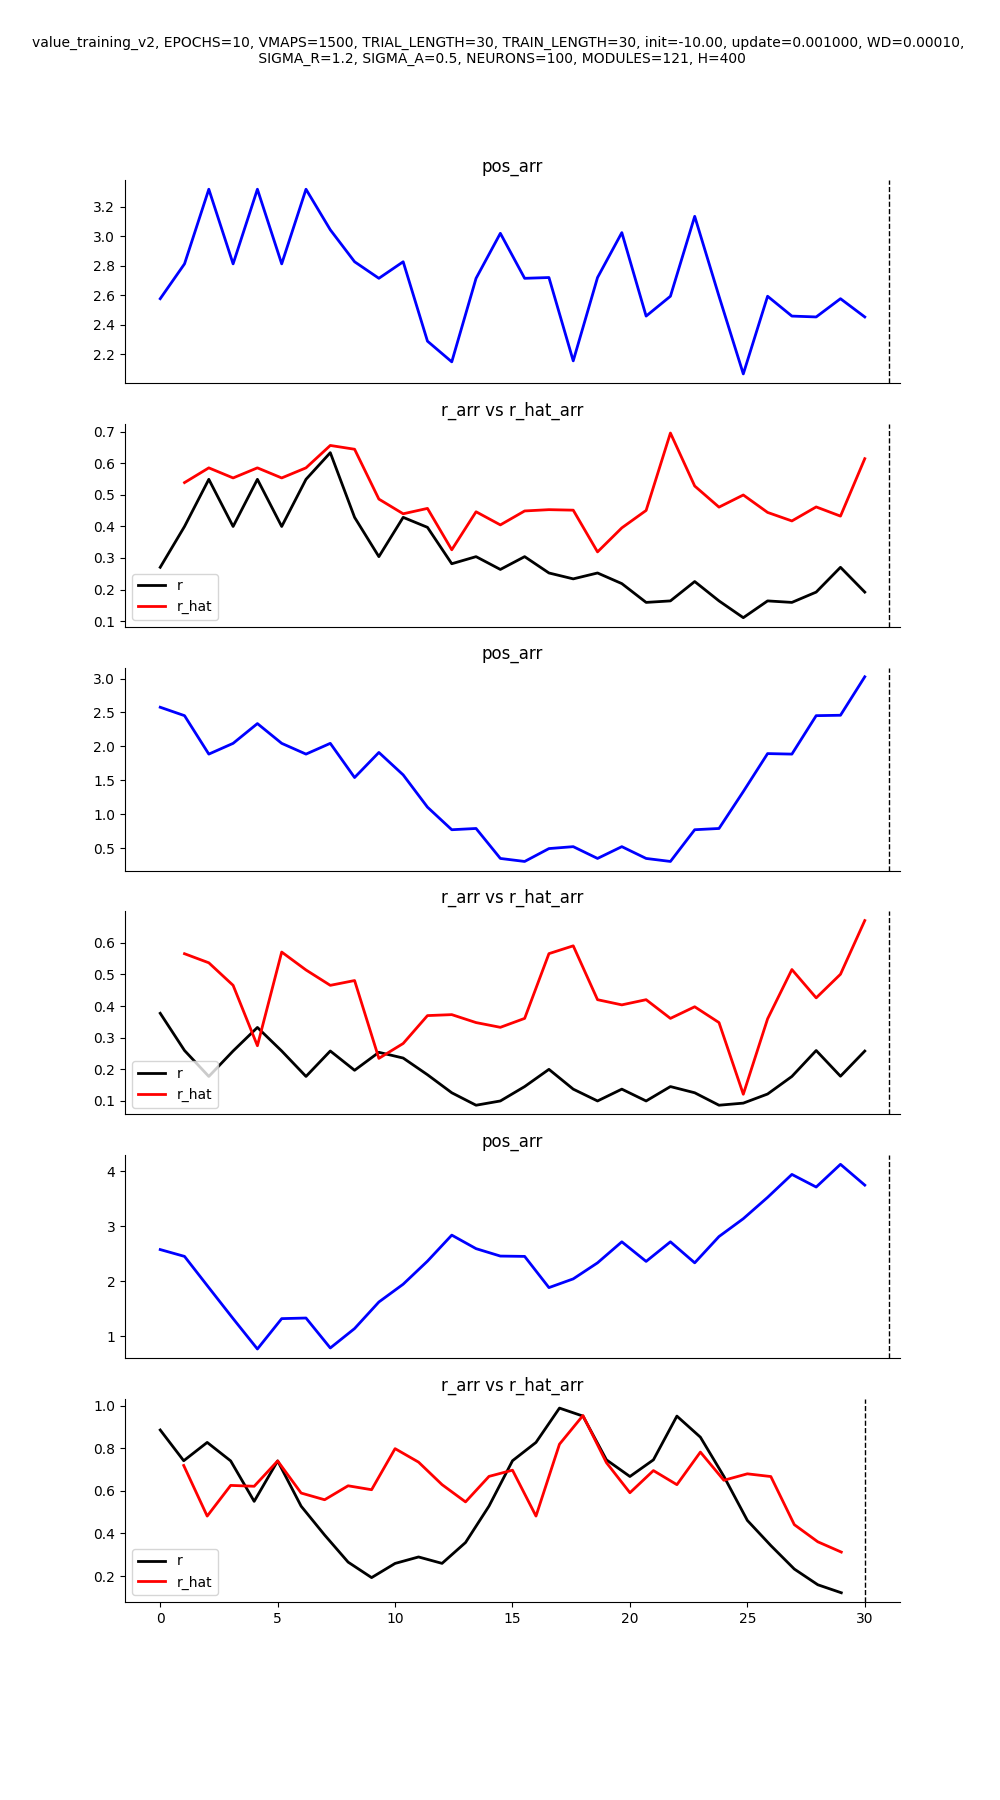 value_training_v2, EPOCHS=10, VMAPS=1500, TRIAL_LENGTH=30, TRAIN_LENGTH=30, init=-10.00, update=0.001000, WD=0.00010,
SIGMA_R=1.2, SIGMA_A=0.5, NEURONS=100, MODULES=121, H=400
pos_arr
3.2
3.0
2.8
2.6
2.4
2.2
r_arr vs r_hat_arr
0.7
0.6
0.5
0.4
0.3
0.2
0.1
r
r_hat
pos_arr
3.0
2.5
2.0
1.5
1.0
0.5
r_arr vs r_hat_arr
0.6
0.5
0.4
0.3
0.2
0.1
r
r_hat
pos_arr
4
3
2
1
r_arr vs r_hat_arr
1.0
0.8
0.6
0.4
0.2
r
r_hat
0 5 10 15 20 25 30